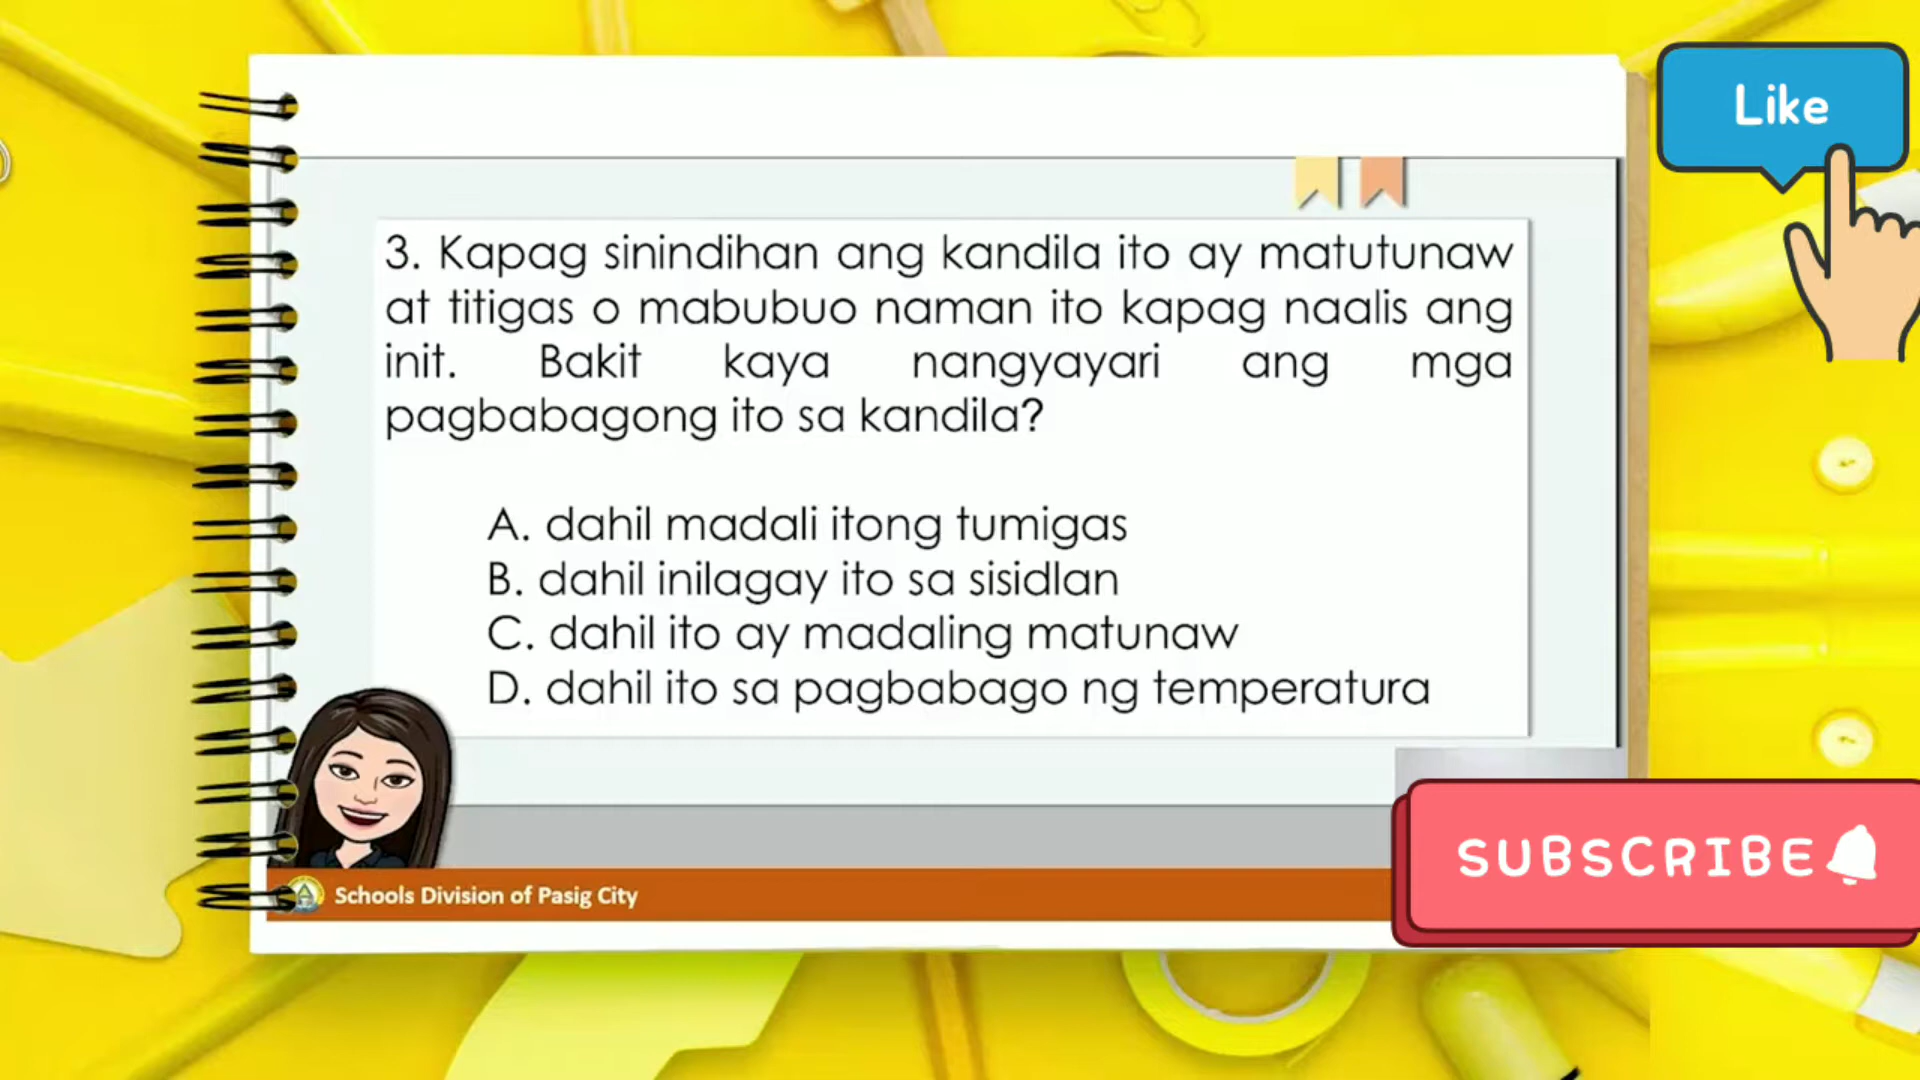 Like
3. Kapag sinindihan ang kandila ito ay matutunaw
at titigas o mabubuo naman ito kapag naalis ang
init. Bakit kaya nangyayari ang mga
pagbabagong ito sa kandila?
A. dahil madali itong tumigas
B. dahil inilagay ito sa sisidlan
C. dahil ito ay madaling matunaw
D. dahil ito sa pagbabago ng temperatura
SUBSCRIBE
Schools Division of Pasig City